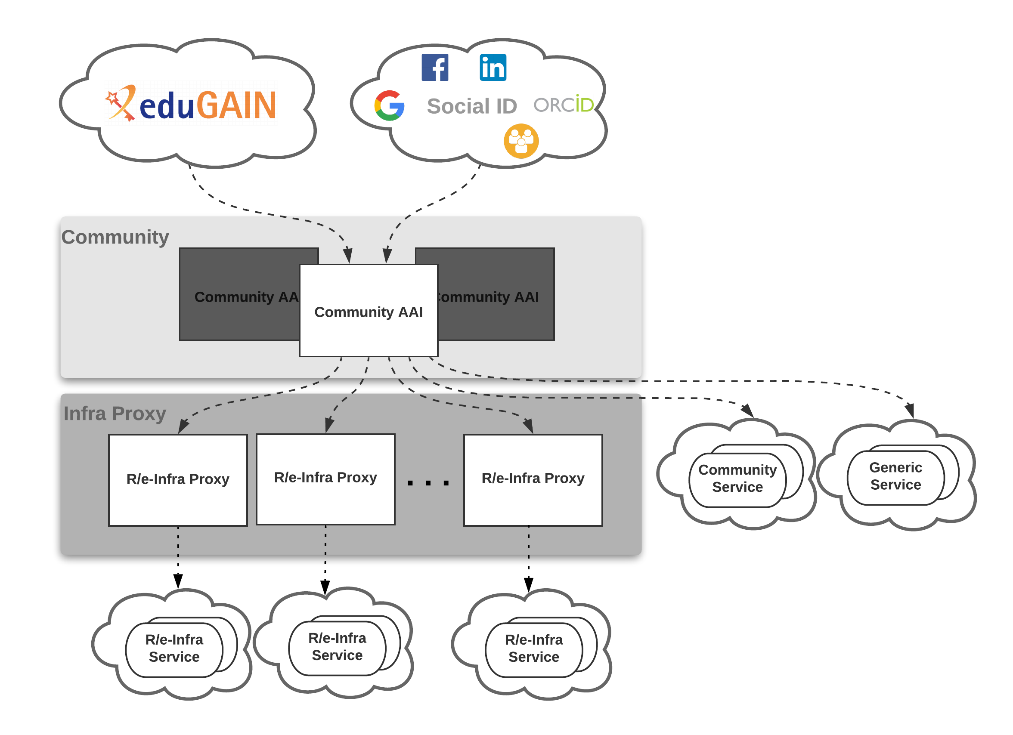 eduGAIN
Social ID
ORCID
Community
Community AA
Community AAI
ommunity AAI
Infra Proxy
R/e-Infra Proxy
R/e-Infra Proxy
. . .
R/e-Infra Proxy
Community
Service
Generic
Service
R/e-Infra
Service
R/e-Infra
Service
R/e-Infra
Service